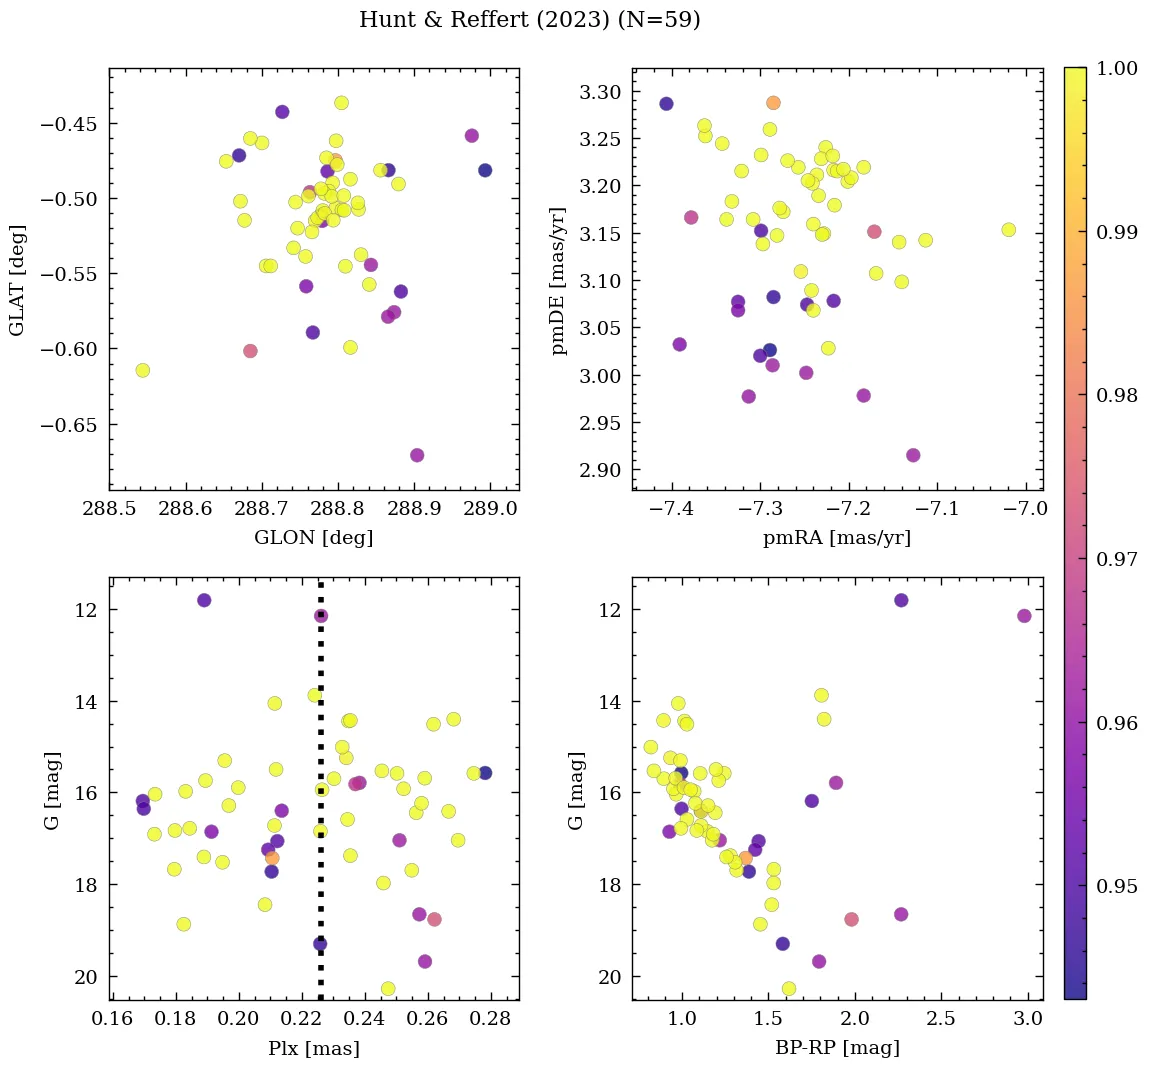 Hunt & Reffert (2023) (N=59)
−0.45
−0.50
−0.55
−0.60
−0.65
GLAT [deg]
288.5 288.6 288.7 288.8 288.9 289.0
GLON [deg]
3.30
3.25
3.20
3.15
3.10
3.05
3.00
2.95
2.90
pmDE [mas/yr]
−7.4 −7.3 −7.2 −7.1 −7.0
pmRA [mas/yr]
12
14
16
18
20
G [mag]
0.16 0.18 0.20 0.22 0.24 0.26 0.28
Plx [mas]
12
14
16
18
20
G [mag]
1.0 1.5 2.0 2.5 3.0
BP-RP [mag]
1.00
0.99
0.98
0.97
0.96
0.95